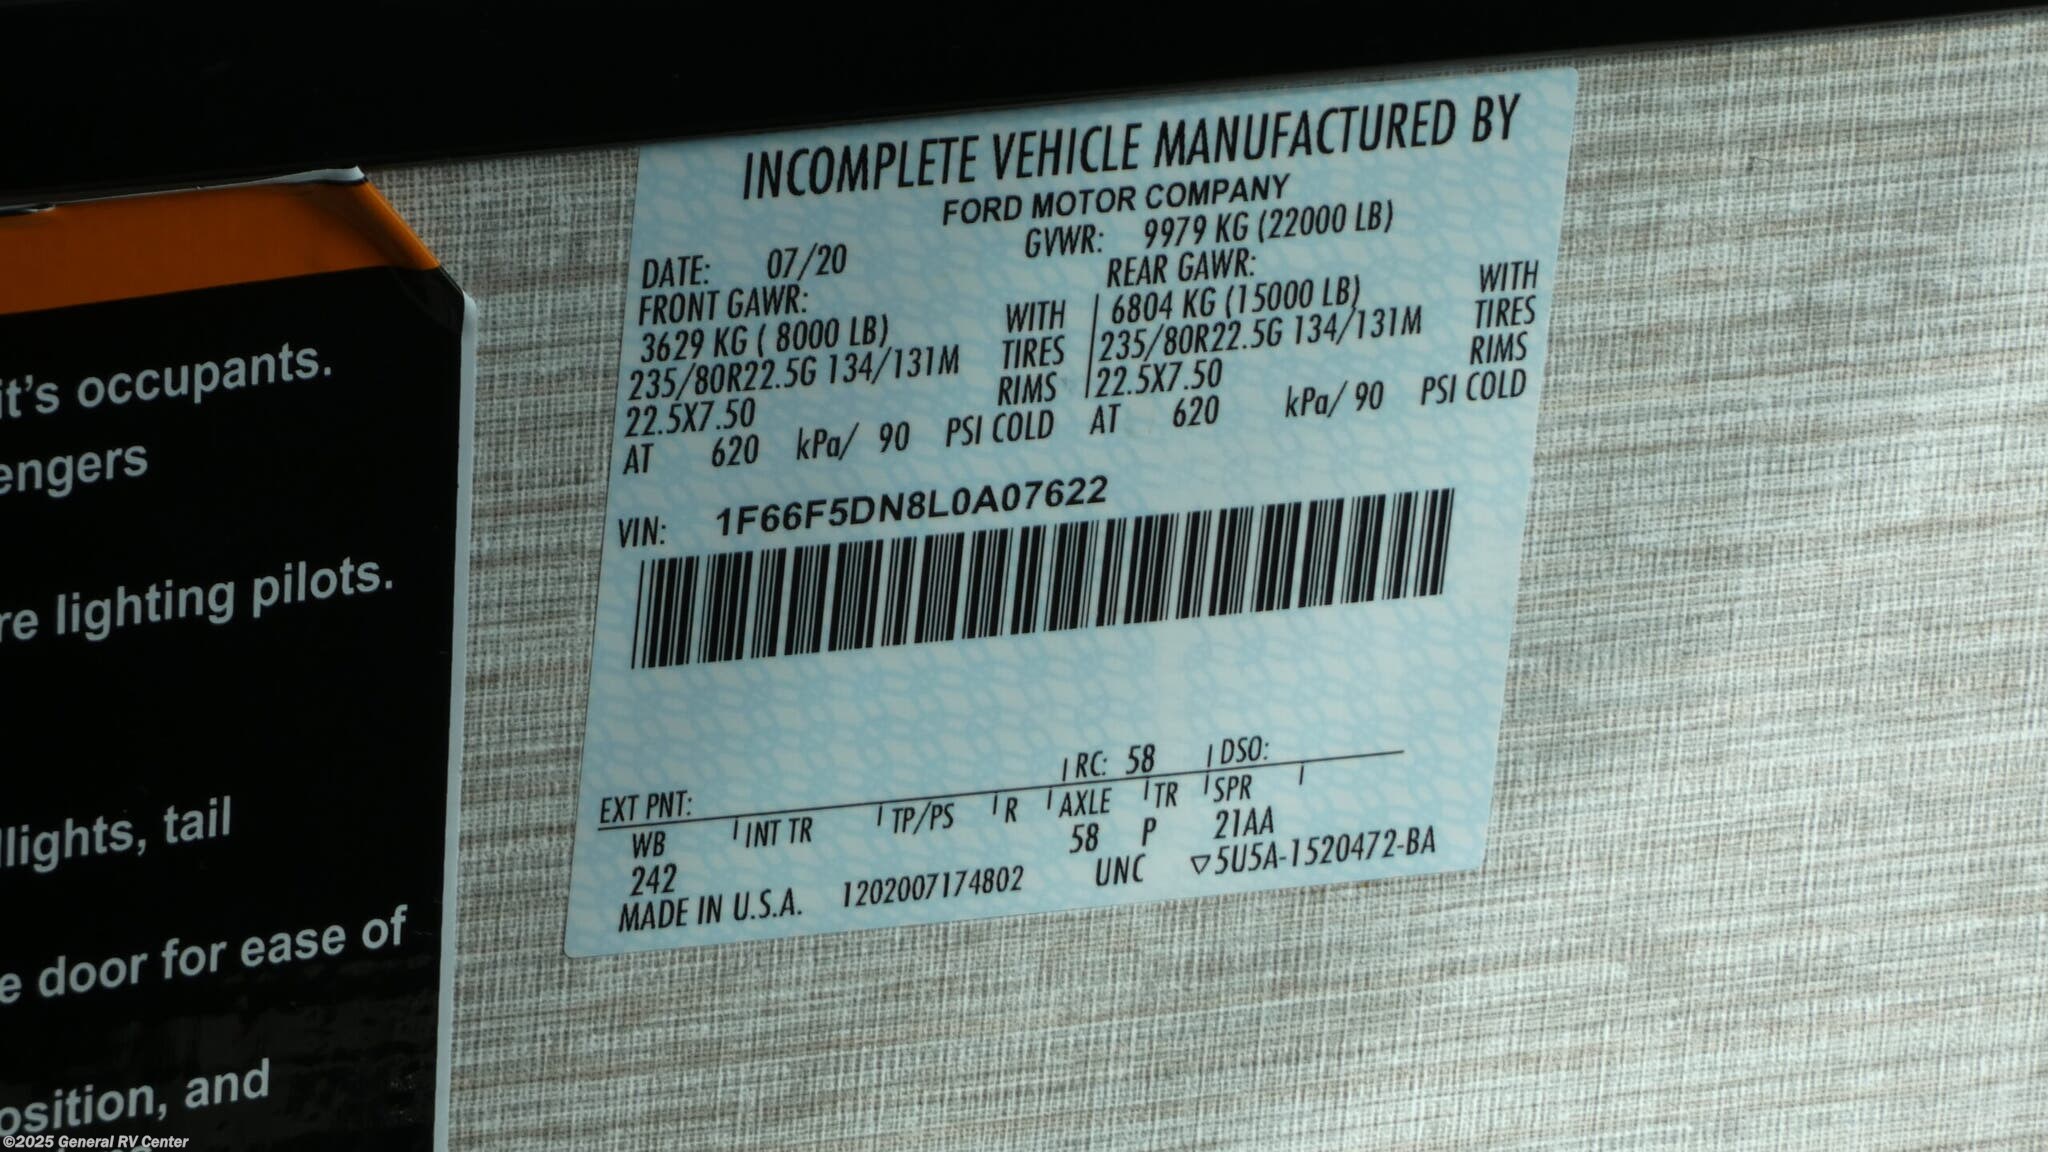 INCOMPLETE VEHICLE MANUFACTURED BY
FORD MOTOR COMPANY
DATE: 07/20 GVWR: 9979 KG (22000 LB)
FRONT GAWR: REAR GAWR:
3629 KG ( 8000 LB) WITH 6804 KG (15000 LB) WITH
235/80R22.5G 134/131M TIRES 235/80R22.5G 134/131M TIRES
22.5X7.50 RIMS 22.5X7.50 RIMS
AT 620 kPa/ 90 PSI COLD AT 620 kPa/ 90 PSI COLD
VIN: 1F66F5DN8L0A07622
EXT PNT: RC: 58 DSO:
WB INT TR TP/PS R AXLE TR SPR
242 58 P 21AA
MADE IN U.S.A. 1202007174802 UNC ▽5U5A-1520472-BA
it's occupants.
engers
re lighting pilots.
llights, tail
e door for ease of
osition, and
©2025 General RV Center